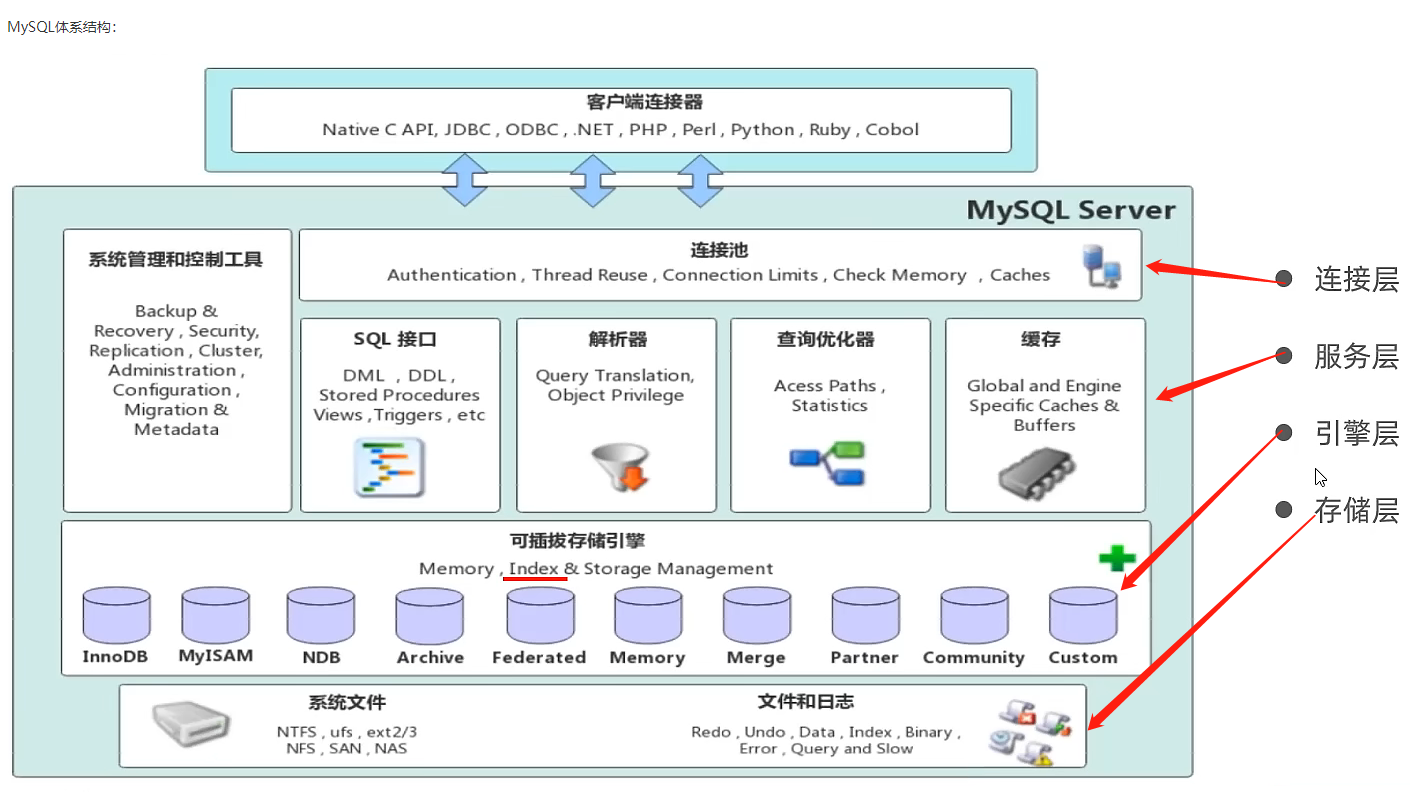 MySQL体系结构：
客户端连接器
Native C API, JDBC , ODBC , .NET , PHP , Perl , Python , Ruby , Cobol
MySQL Server
系统管理和控制工具
Backup &
Recovery , Security,
Replication , Cluster,
Administration ,
Configuration ,
Migration &
Metadata
连接池
Authentication , Thread Reuse , Connection Limits , Check Memory , Caches
SQL 接口
DML , DDL ,
Stored Procedures
Views ,Triggers , etc
解析器
Query Translation,
Object Privilege
查询优化器
Acess Paths ,
Statistics
缓存
Global and Engine
Specific Caches &
Buffers
可插拔存储引擎
Memory , Index & Storage Management
InnoDB
MyISAM
NDB
Archive
Federated
Memory
Merge
Partner
Community
Custom
系统文件
NTFS , ufs , ext2/3
NFS , SAN , NAS
文件和日志
Redo , Undo , Data , Index , Binary ,
Error , Query and Slow
连接层
服务层
引擎层
存储层